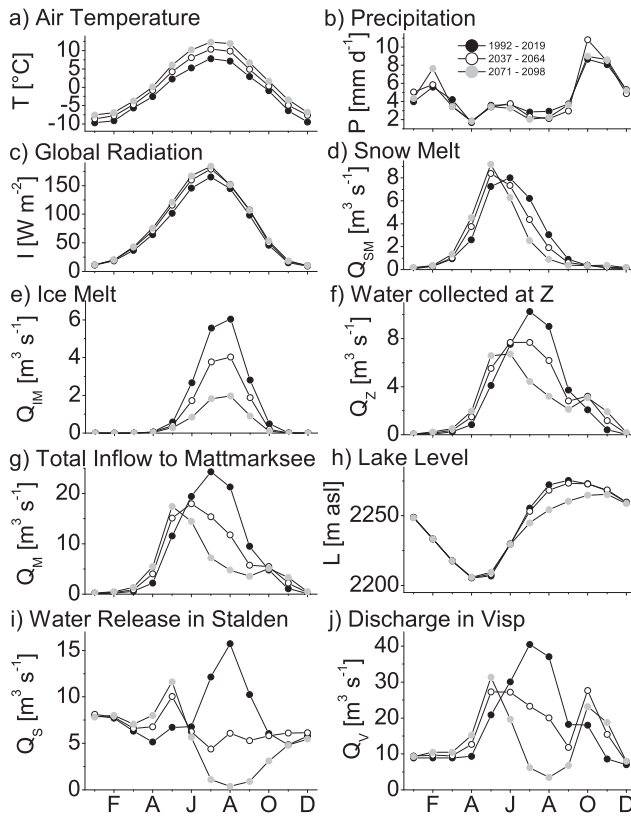 a) Air Temperature
b) Precipitation
T [°C]
10
5
0
-5
-10
P [mm d⁻¹]
10
8
6
4
2
1992 - 2019
2037 - 2064
2071 - 2098
c) Global Radiation
d) Snow Melt
I [W m⁻²]
150
100
50
0
Q_SM [m³ s⁻¹]
8
6
4
2
0
e) Ice Melt
f) Water collected at Z
Q_IM [m³ s⁻¹]
6
4
2
0
Q_Z [m³ s⁻¹]
8
4
0
g) Total Inflow to Mattmarksee
h) Lake Level
Q_M [m³ s⁻¹]
20
10
0
L [m asl]
2250
2200
i) Water Release in Stalden
j) Discharge in Visp
Q_S [m³ s⁻¹]
15
10
5
0
F A J A O D
Q_V [m³ s⁻¹]
40
30
20
10
0
F A J A O D